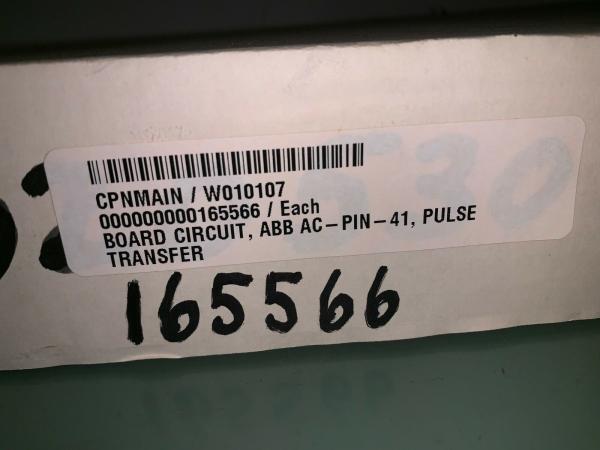 CPNMAIN / W010107
000000000165566 / Each
BOARD CIRCUIT, ABB AC-PIN-41, PULSE
TRANSFER
165566